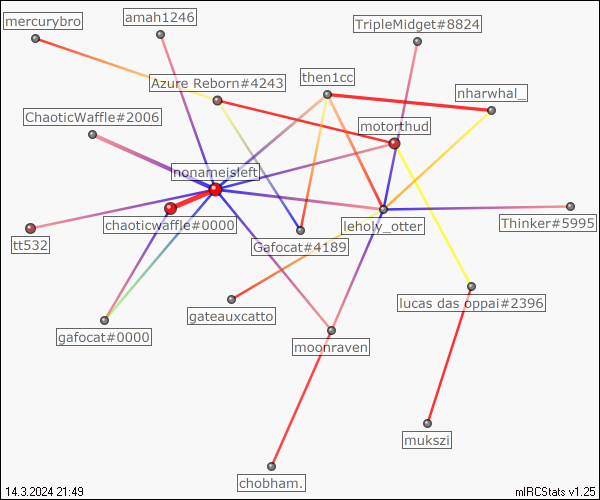 mercurybro
amah1246
TripleMidget#8824
Azure Reborn#4243
then1cc
nharwhal_
ChaoticWaffle#2006
motorthud
nonameisleft
chaoticwaffle#0000
leholy_otter
Thinker#5995
tt532
Gafocat#4189
gateauxcatto
lucas das oppai#2396
gafocat#0000
moonraven
mukszi
chobham.
14.3.2024 21:49
mIRCStats v1.25